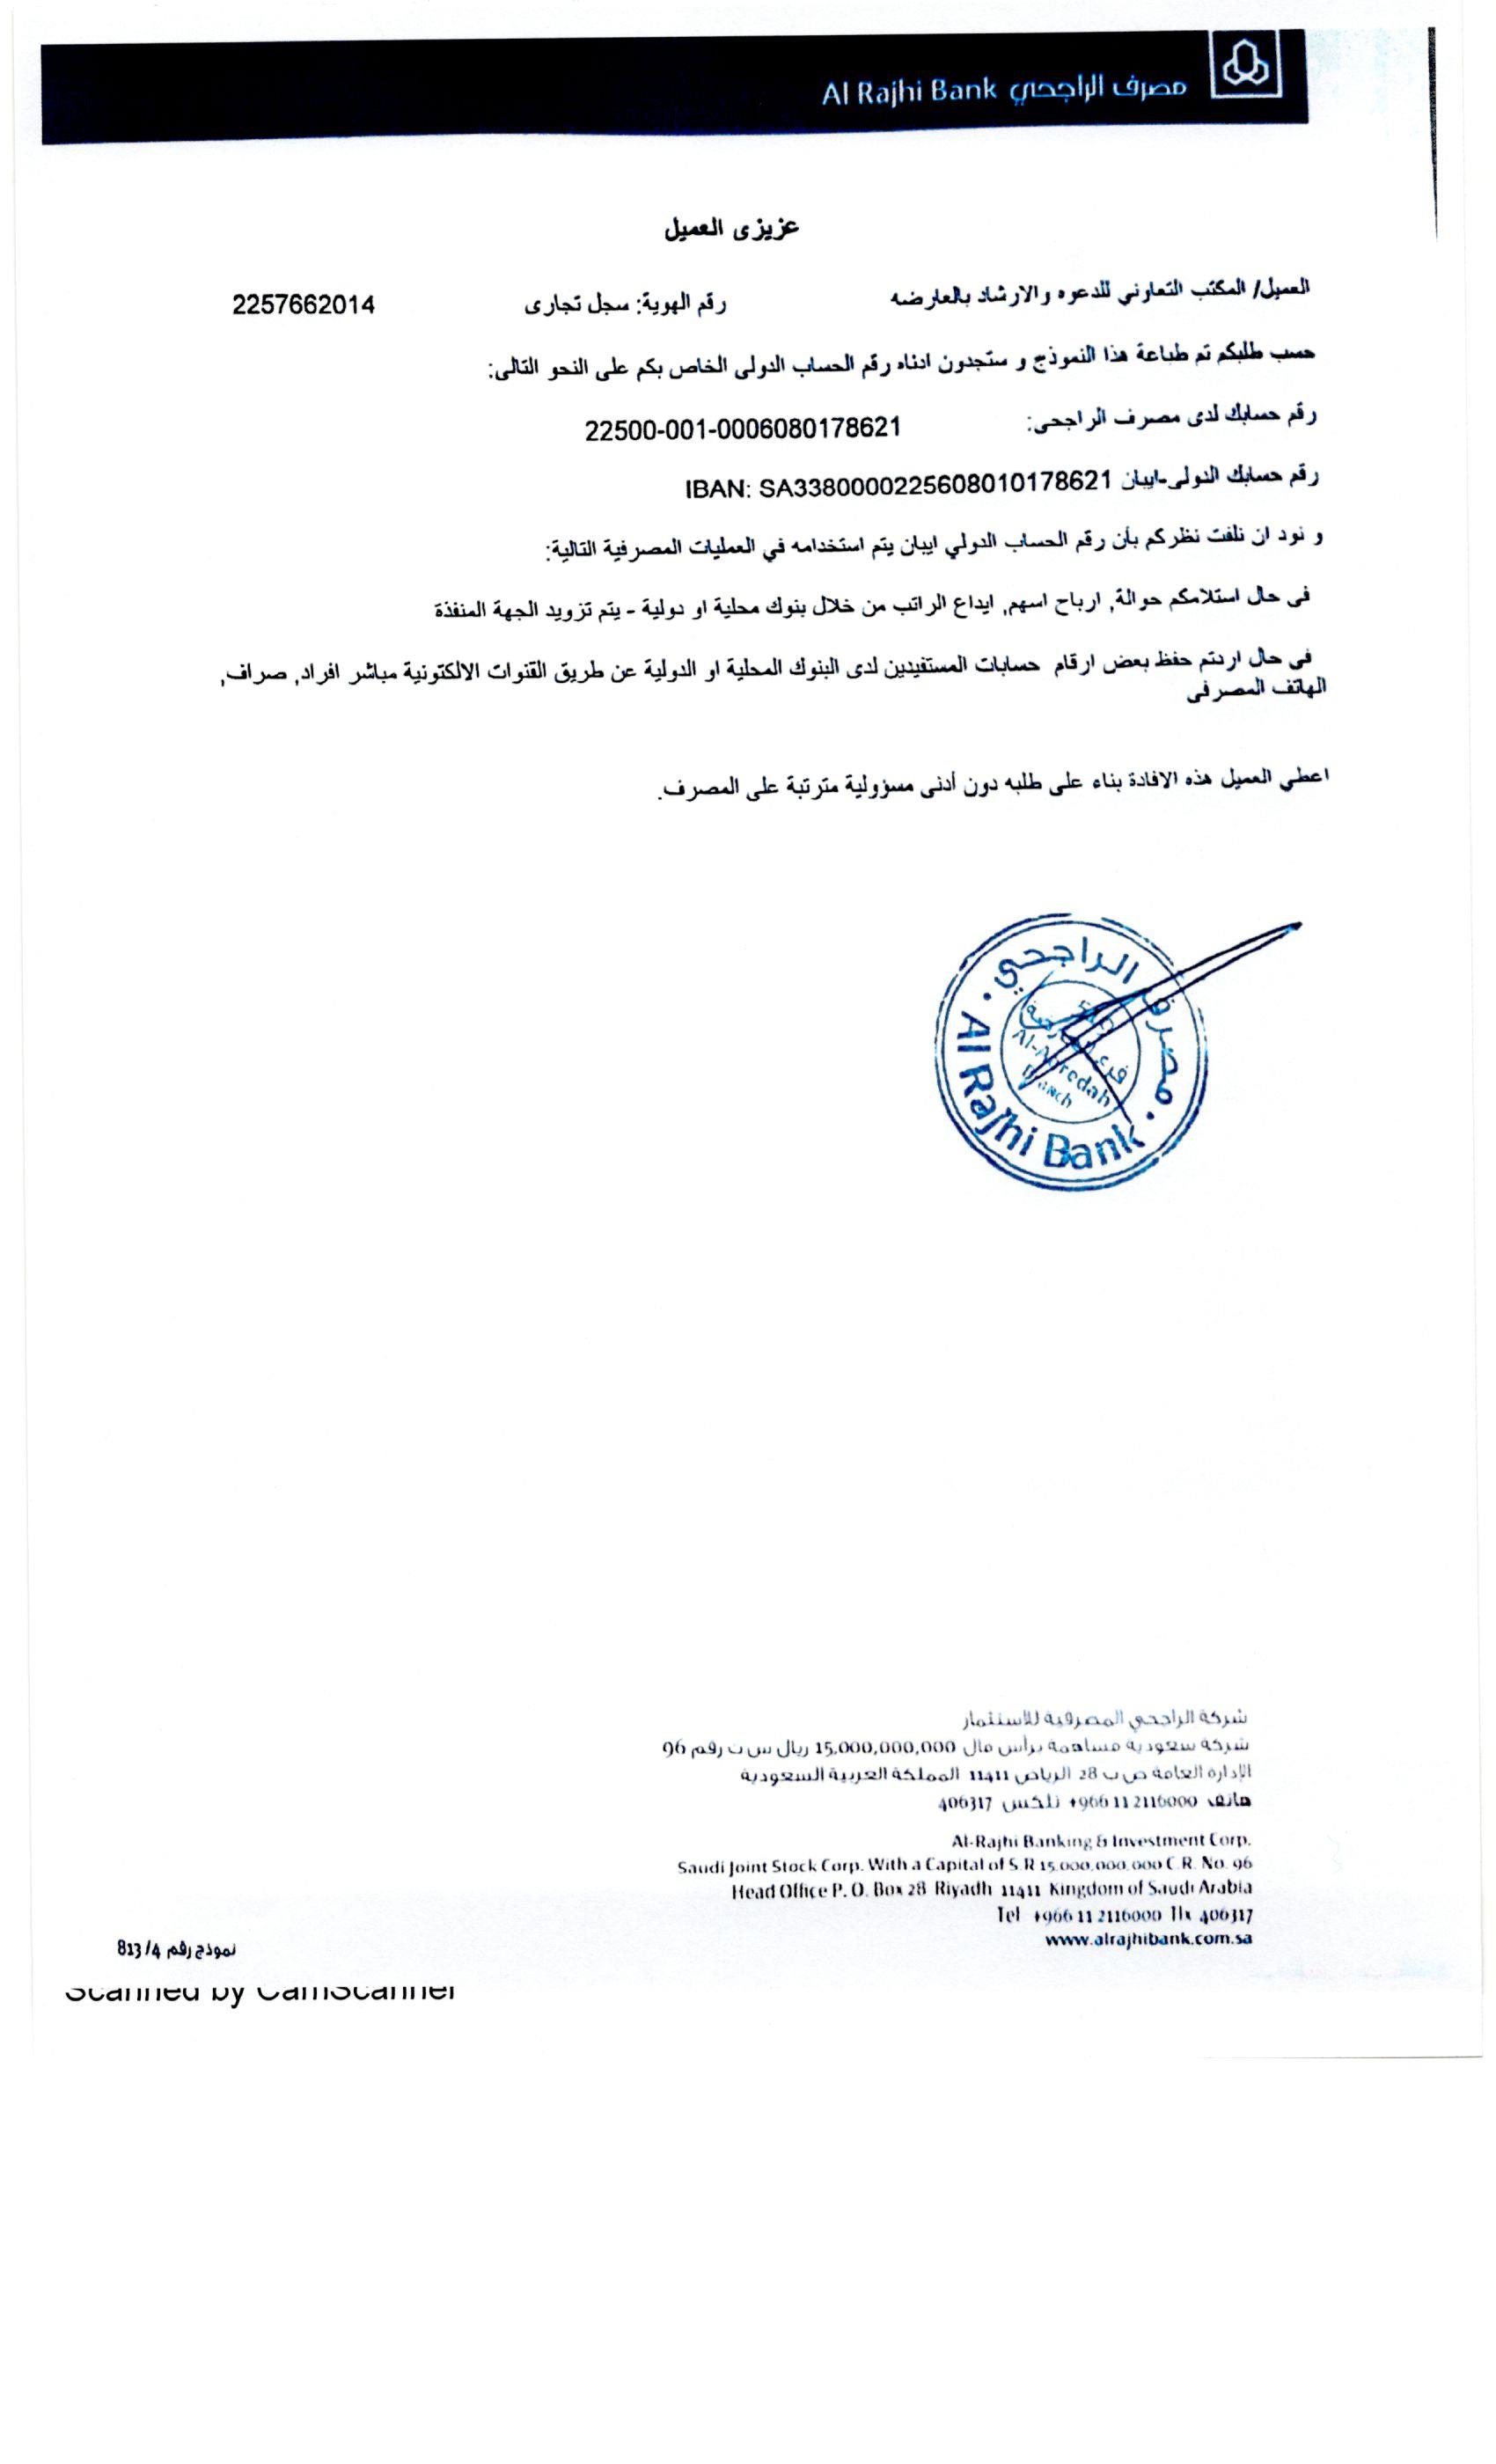 مصرف الراجحي Al Rajhi Bank
عزيزى العميل
العميل/ المكتب التعاوني للدعوه والارشاد بالعارضه رقم الهوية: سجل تجارى 2257662014
حسب طلبكم تم طباعة هذا النموذج و ستجدون ادناه رقم الحساب الدولى الخاص بكم على النحو التالى:
رقم حسابك لدى مصرف الراجحى: 22500-001-0006080178621
رقم حسابك الدولى-ايبان IBAN: SA3380000225608010178621
و نود ان نلفت نظركم بأن رقم الحساب الدولي ايبان يتم استخدامه في العمليات المصرفية التالية:
فى حال استلامكم حوالة, ارباح اسهم, ايداع الراتب من خلال بنوك محلية او دولية - يتم تزويد الجهة المنفذة
فى حال اردتم حفظ بعض ارقام حسابات المستفيدين لدى البنوك المحلية او الدولية عن طريق القنوات الالكتونية مباشر افراد, صراف,
الهاتف المصرفى
اعطي العميل هذه الافادة بناء على طلبه دون أدنى مسؤولية مترتبة على المصرف.
مصرف الراجحي
فرع العارضة
Al-Aaredah
Branch
Al Rajhi Bank
شركة الراجحي المصرفية للاستثمار
شركة سعودية مساهمة برأس مال 15,000,000,000 ريال س ت رقم 96
الإدارة العامة ص ب 28 الرياض 11411 المملكة العربية السعودية
هاتف +966 11 2116000 تلكس 406317
Al-Rajhi Banking & Investment Corp.
Saudi Joint Stock Corp. With a Capital of S.R 15,000,000,000 C.R. No. 96
Head Office P. O. Box 28 Riyadh 11411 Kingdom of Saudi Arabia
Tel +966 11 2116000 Tlx 406317
www.alrajhibank.com.sa
نموذج رقم 813/4
Scanned by CamScanner